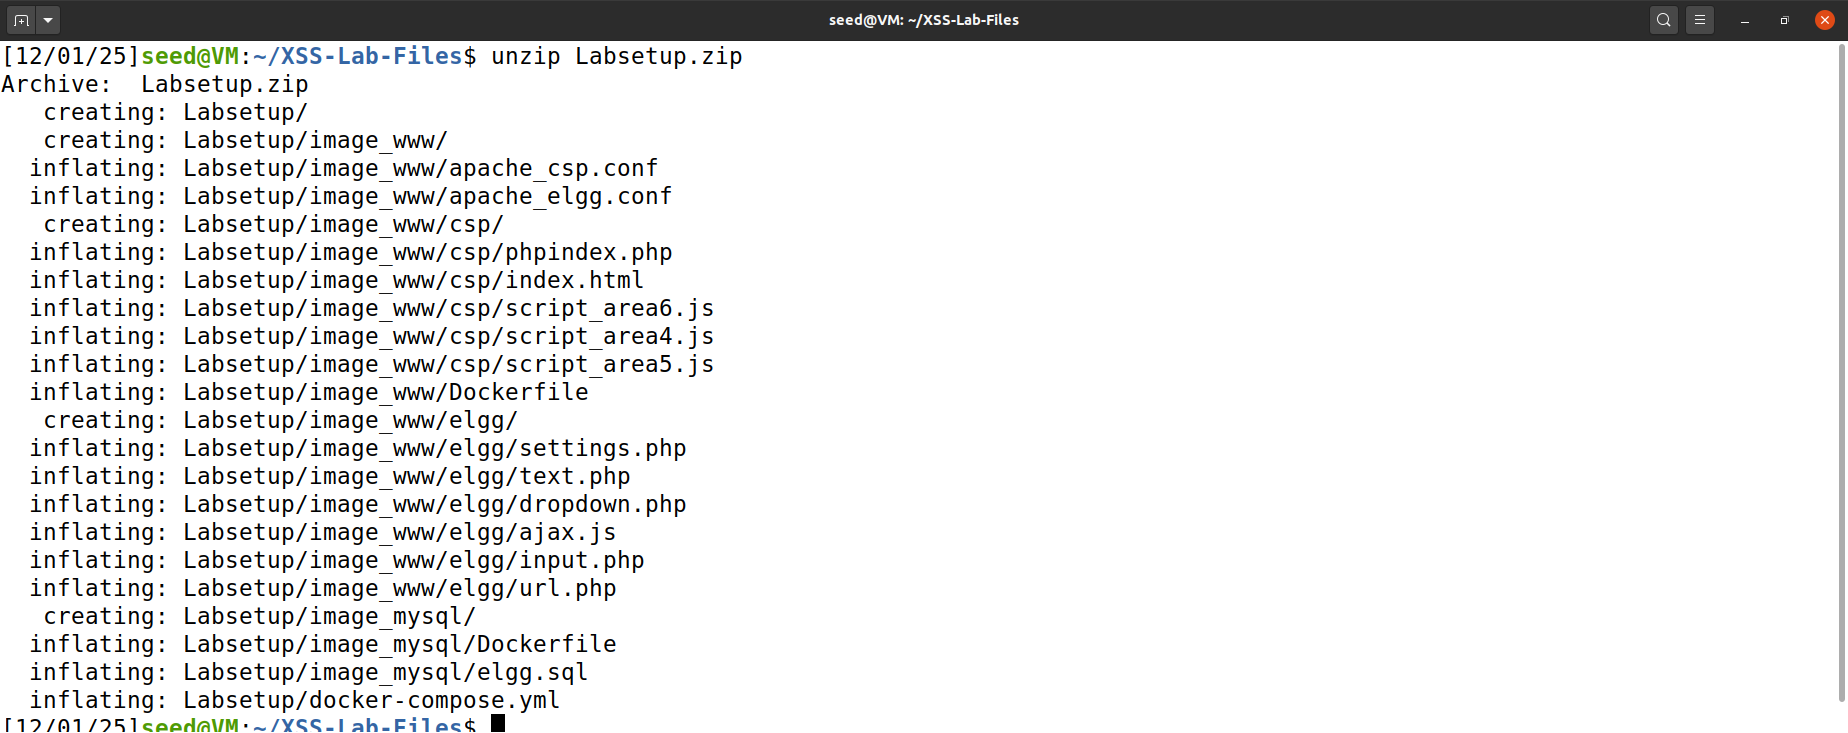 seed@VM: ~/XSS-Lab-Files
[12/01/25]seed@VM:~/XSS-Lab-Files$ unzip Labsetup.zip
Archive:  Labsetup.zip
   creating: Labsetup/
   creating: Labsetup/image_www/
  inflating: Labsetup/image_www/apache_csp.conf
  inflating: Labsetup/image_www/apache_elgg.conf
   creating: Labsetup/image_www/csp/
  inflating: Labsetup/image_www/csp/phpindex.php
  inflating: Labsetup/image_www/csp/index.html
  inflating: Labsetup/image_www/csp/script_area6.js
  inflating: Labsetup/image_www/csp/script_area4.js
  inflating: Labsetup/image_www/csp/script_area5.js
  inflating: Labsetup/image_www/Dockerfile
   creating: Labsetup/image_www/elgg/
  inflating: Labsetup/image_www/elgg/settings.php
  inflating: Labsetup/image_www/elgg/text.php
  inflating: Labsetup/image_www/elgg/dropdown.php
  inflating: Labsetup/image_www/elgg/ajax.js
  inflating: Labsetup/image_www/elgg/input.php
  inflating: Labsetup/image_www/elgg/url.php
   creating: Labsetup/image_mysql/
  inflating: Labsetup/image_mysql/Dockerfile
  inflating: Labsetup/image_mysql/elgg.sql
  inflating: Labsetup/docker-compose.yml
[12/01/25]seed@VM:~/XSS-Lab-Files$